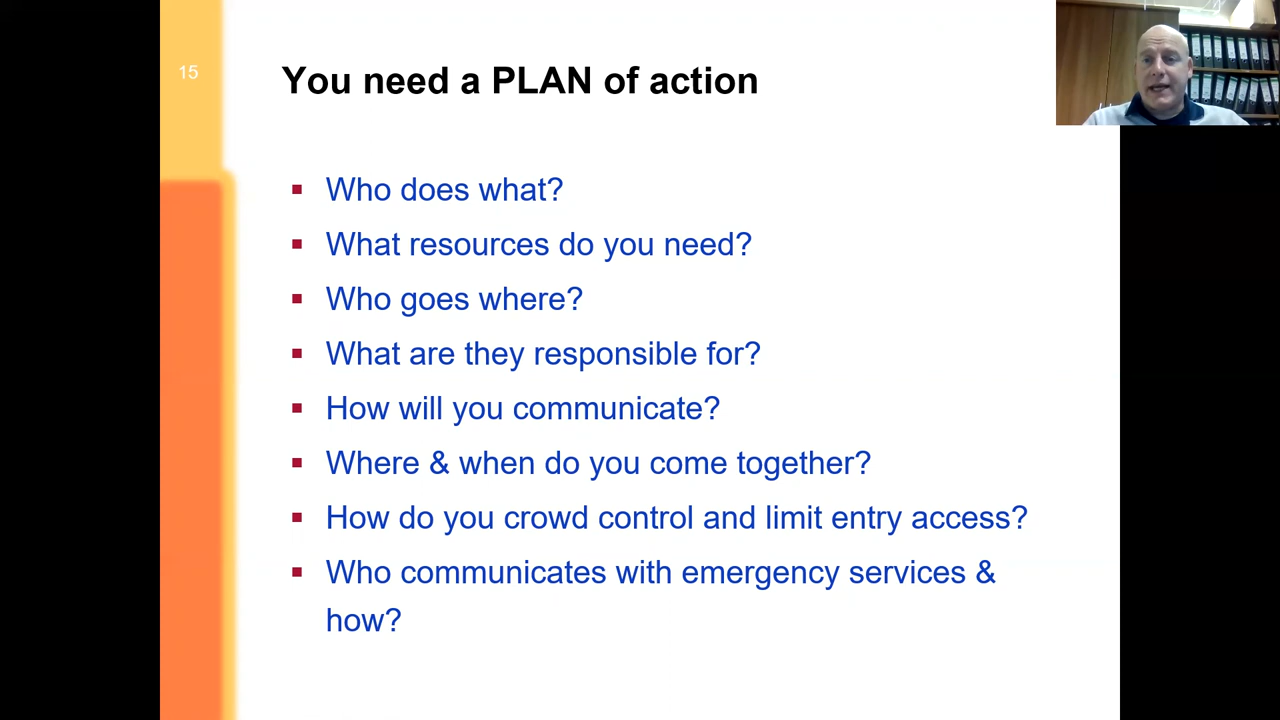 15
You need a PLAN of action
▪ Who does what?
▪ What resources do you need?
▪ Who goes where?
▪ What are they responsible for?
▪ How will you communicate?
▪ Where & when do you come together?
▪ How do you crowd control and limit entry access?
▪ Who communicates with emergency services &
how?